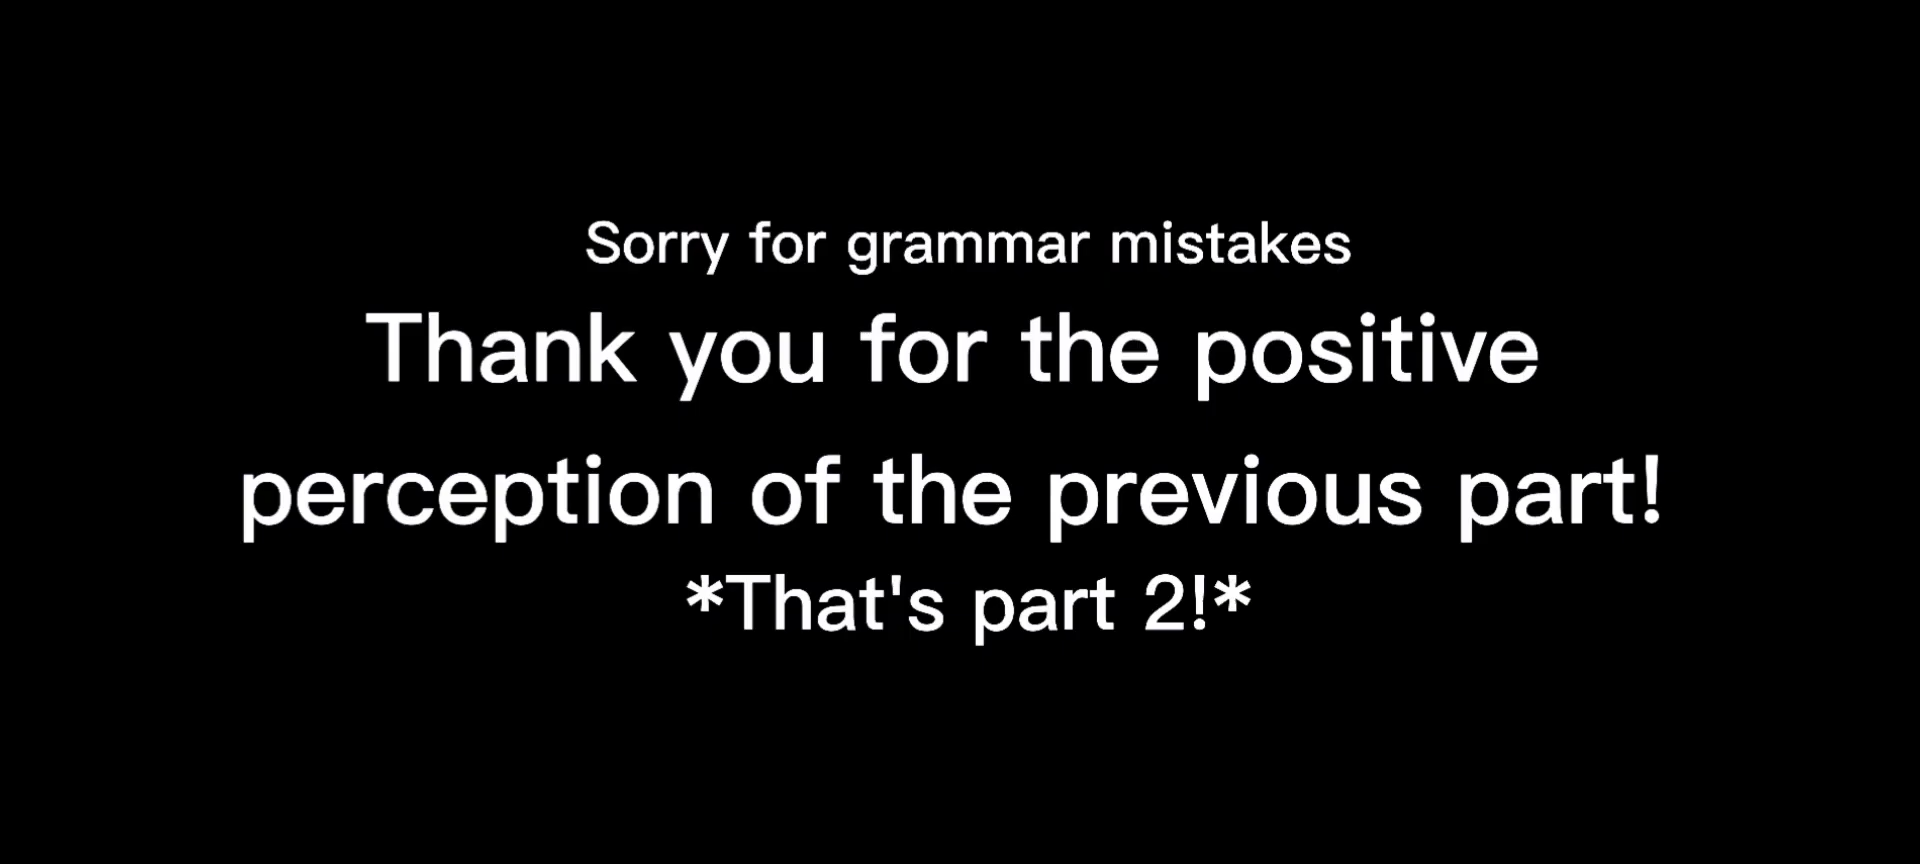 Sorry for grammar mistakes
Thank you for the positive
perception of the previous part!
*That's part 2!*